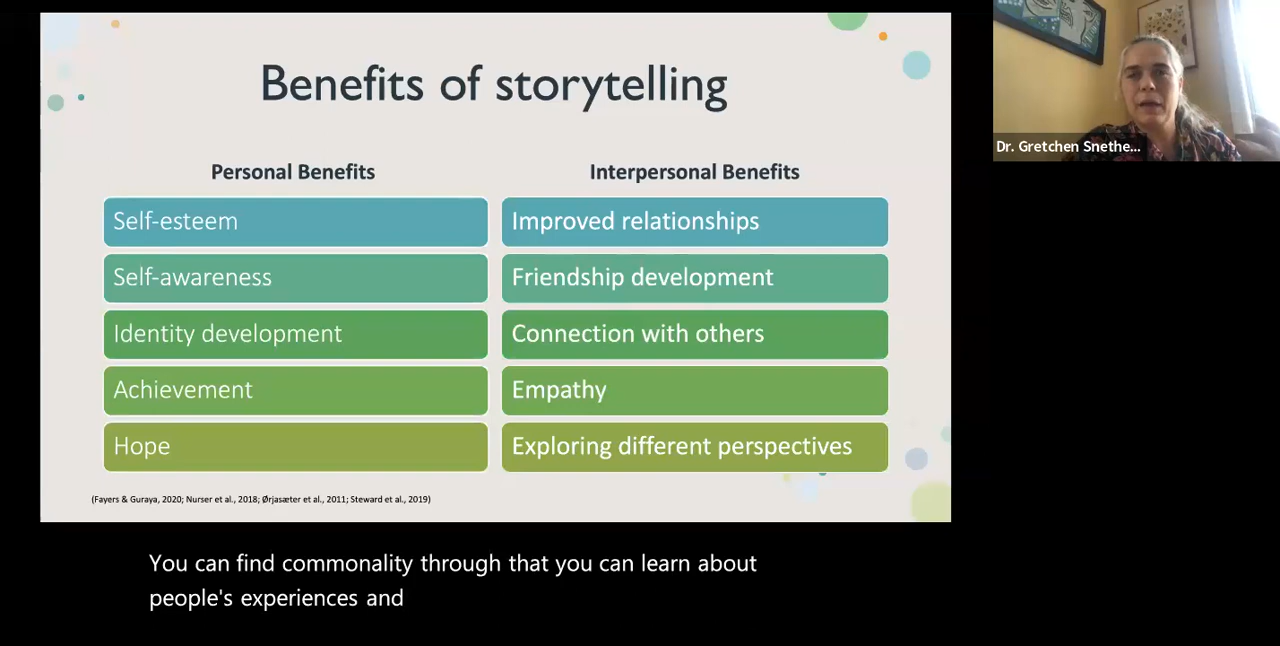 Benefits of storytelling
Personal Benefits
Self-esteem
Self-awareness
Identity development
Achievement
Hope
Interpersonal Benefits
Improved relationships
Friendship development
Connection with others
Empathy
Exploring different perspectives
(Fayers & Guraya, 2020; Nurser et al., 2018; Ørjasæter et al., 2011; Steward et al., 2019)
Dr. Gretchen Snethe...
You can find commonality through that you can learn about
people's experiences and